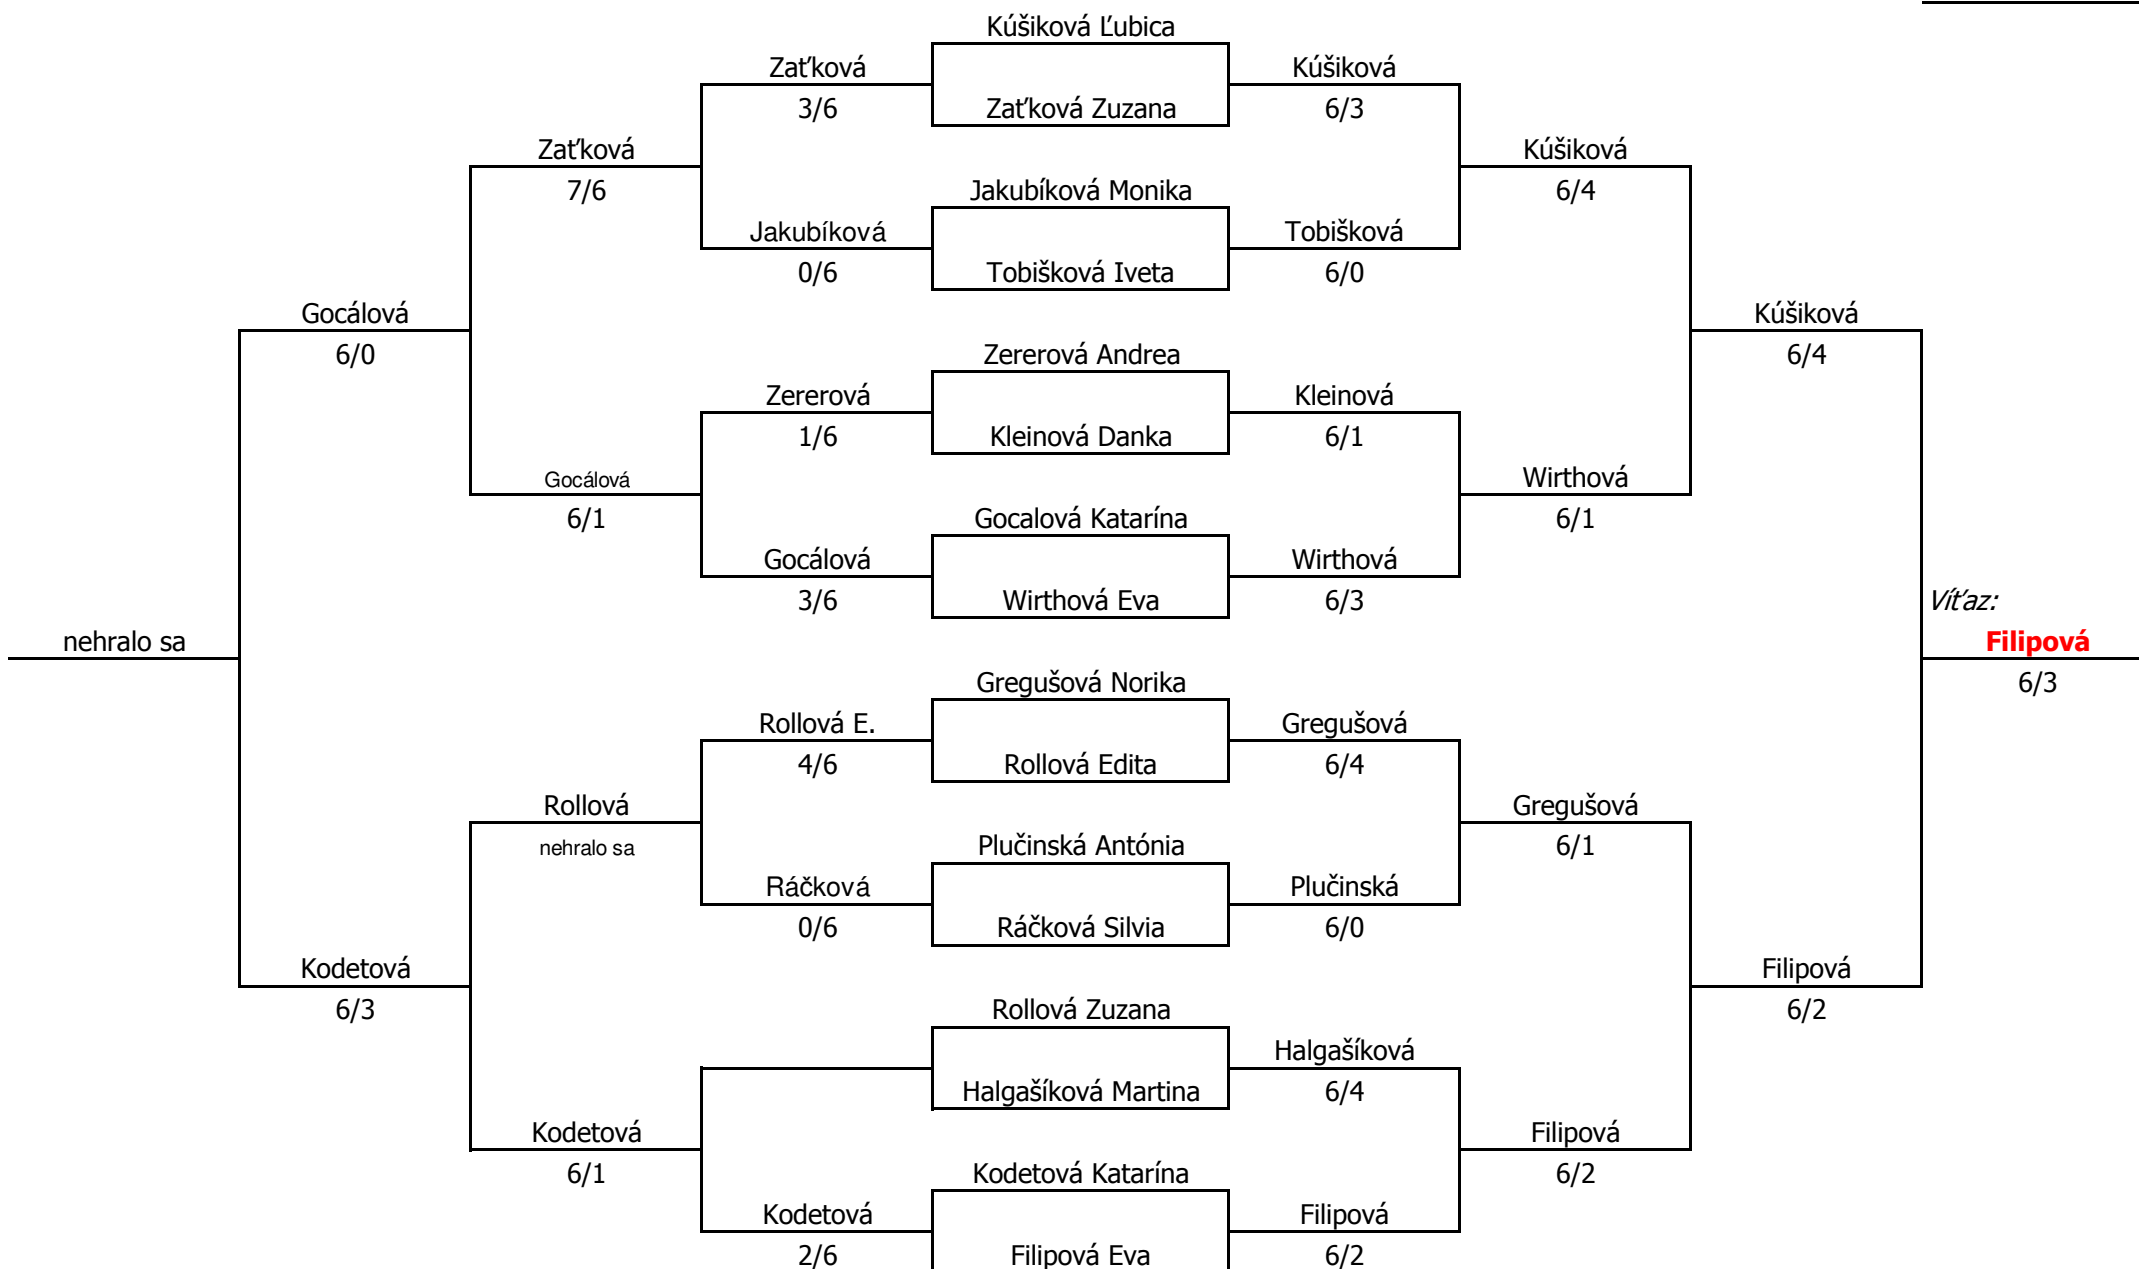 Kúšiková Ľubica
Zaťková Kúšiková
3/6 Zaťková Zuzana 6/3
Zaťková Kúšiková
7/6 Jakubíková Monika 6/4
Jakubíková Tobišková
0/6 Tobišková Iveta 6/0
Gocálová Kúšiková
6/0 Zererová Andrea 6/4
Zererová Kleinová
1/6 Kleinová Danka 6/1
Gocálová Wirthová
6/1 Gocalová Katarína 6/1
Gocálová Wirthová
3/6 Wirthová Eva 6/3 Víťaz:
nehralo sa Filipová
Gregušová Norika 6/3
Rollová E. Gregušová
4/6 Rollová Edita 6/4
Rollová Gregušová
nehralo sa Plučinská Antónia 6/1
Ráčková Plučinská
0/6 Ráčková Silvia 6/0
Kodetová Filipová
6/3 Rollová Zuzana 6/2
Halgašíková
Halgašíková Martina 6/4
Kodetová Filipová
6/1 Kodetová Katarína 6/2
Kodetová Filipová
2/6 Filipová Eva 6/2